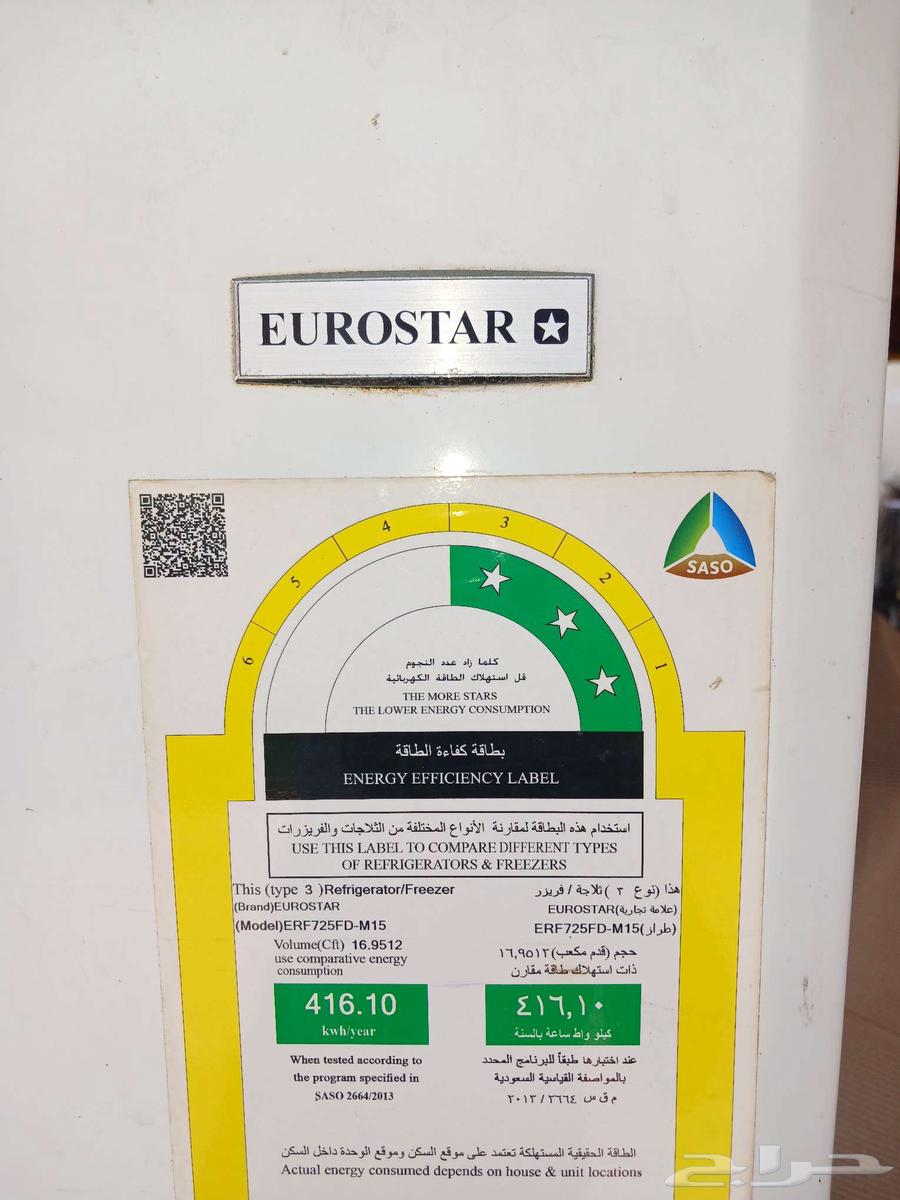 EUROSTAR
SASO
1 2 3 4 5 6
كلما زاد عدد النجوم
قل استهلاك الطاقة الكهربائية
THE MORE STARS
THE LOWER ENERGY CONSUMPTION
بطاقة كفاءة الطاقة
ENERGY EFFICIENCY LABEL
استخدام هذه البطاقة لمقارنة الأنواع المختلفة من الثلاجات والفريزرات
USE THIS LABEL TO COMPARE DIFFERENT TYPES
OF REFRIGERATORS & FREEZERS
This (type 3 )Refrigerator/Freezer
(Brand)EUROSTAR
(Model)ERF725FD-M15
Volume(Cft) 16.9512
use comparative energy
consumption
416.10
kwh/year
When tested according to
the program specified in
SASO 2664/2013
هذا (نوع ٣ ) ثلاجة / فريزر
(علامة تجارية)EUROSTAR
(طراز)ERF725FD-M15
حجم (قدم مكعب)١٦,٩٥١٢
ذات استهلاك طاقة مقارن
٤١٦,١٠
كيلو واط ساعة بالسنة
عند اختبارها طبقاً للبرنامج المحدد
بالمواصفة القياسية السعودية
م ق س ٢٦٦٤ / ٢٠١٣
الطاقة الحقيقية المستهلكة تعتمد على موقع السكن وموقع الوحدة داخل السكن
Actual energy consumed depends on house & unit locations
حراج